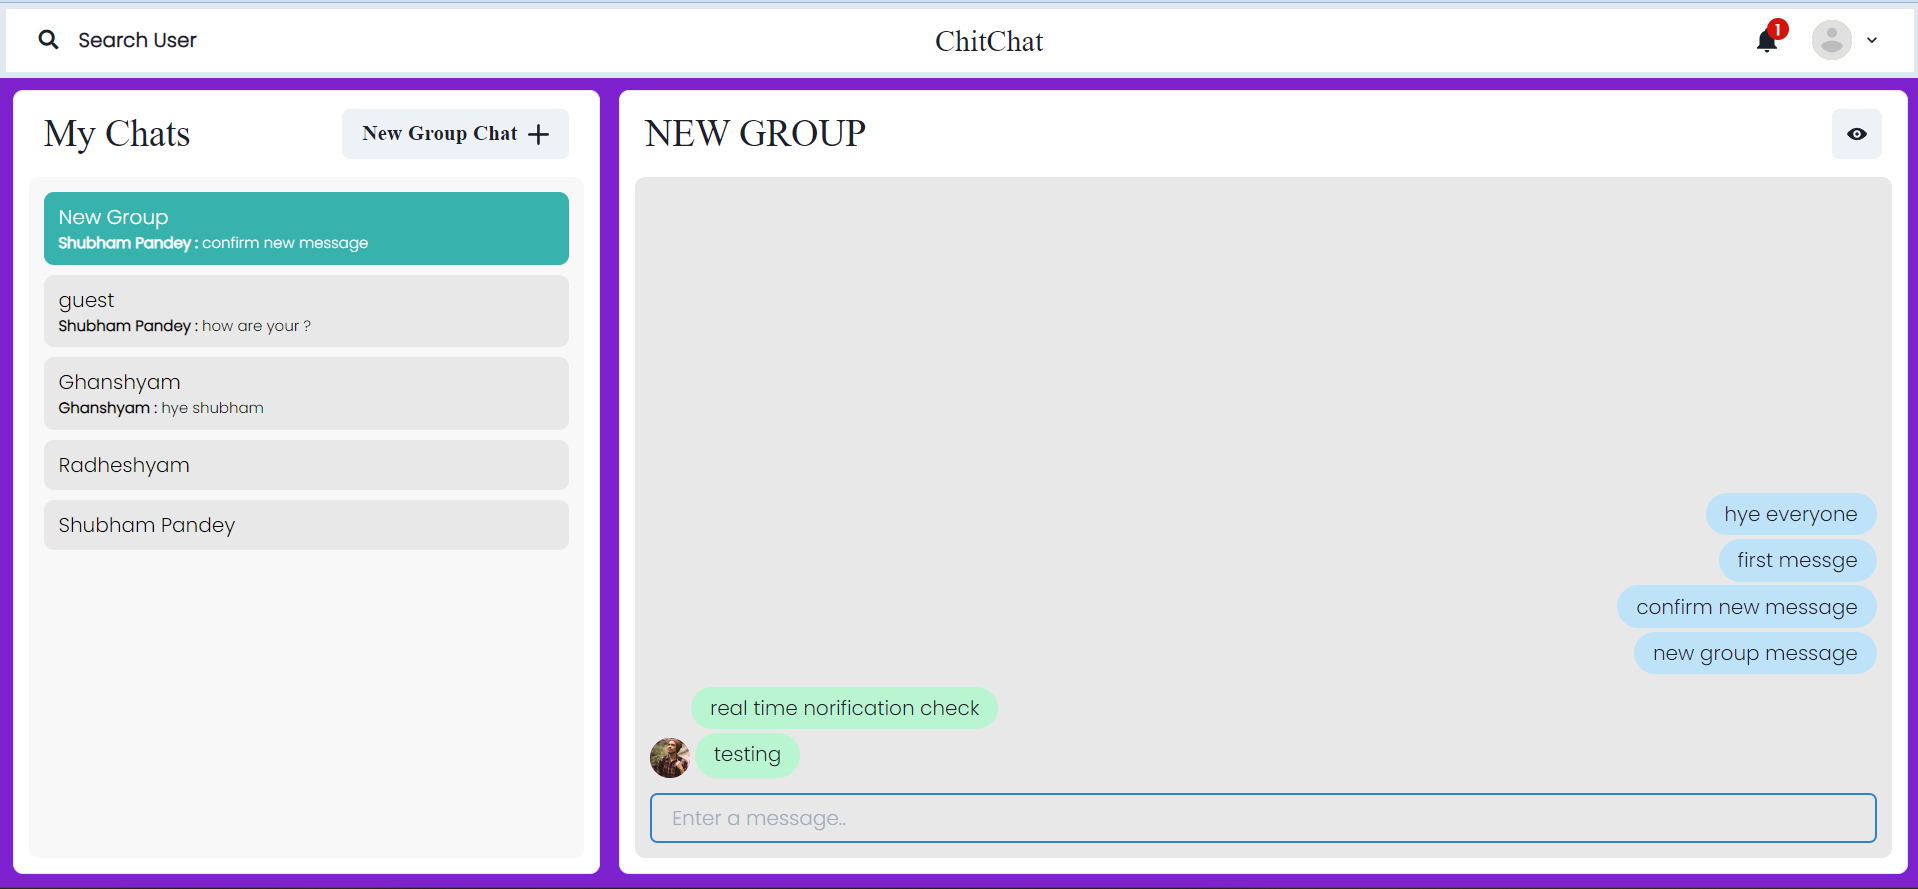 Search User
ChitChat
1
My Chats
New Group Chat
New Group
Shubham Pandey : confirm new message
guest
Shubham Pandey : how are your ?
Ghanshyam
Ghanshyam : hye shubham
Radheshyam
Shubham Pandey
NEW GROUP
hye everyone
first messge
confirm new message
new group message
real time norification check
testing
Enter a message..